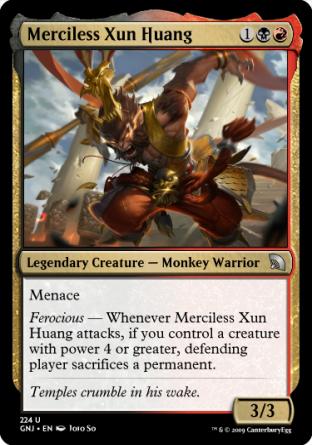 Merciless Xun Huang 1
Legendary Creature — Monkey Warrior
Menace
Ferocious — Whenever Merciless Xun
Huang attacks, if you control a creature
with power 4 or greater, defending
player sacrifices a permanent.
Temples crumble in his wake.
3/3
224 U
GNJ • EN Toro So
™ & © 2019 CanterburyEgg